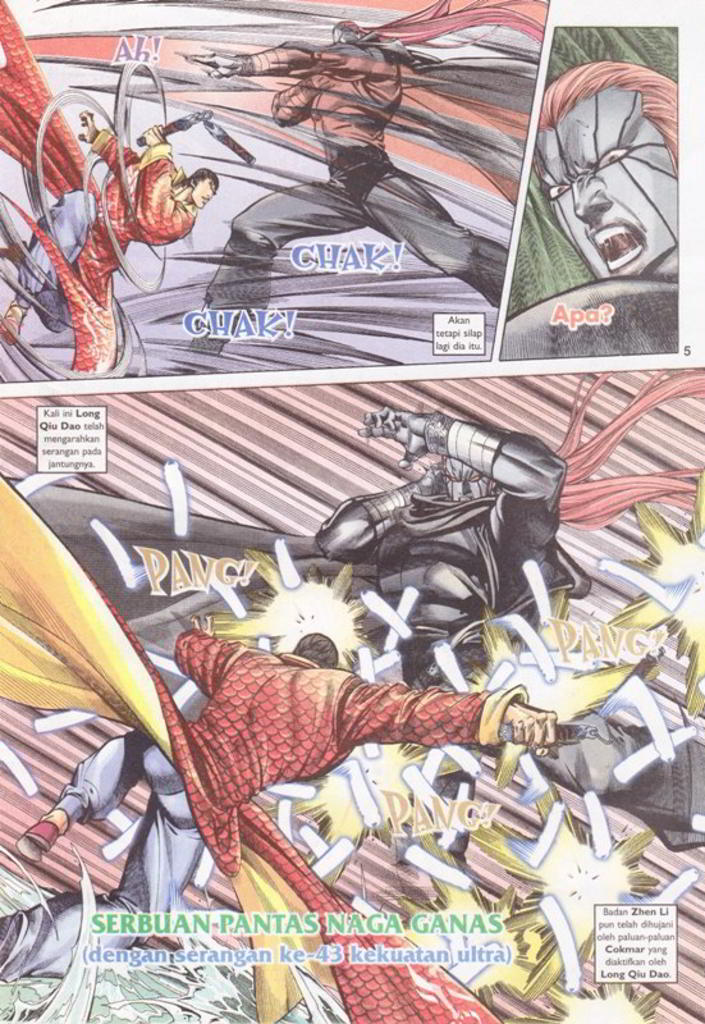 AH!
CHAK!
CHAK!
Akan
tetapi silap
lagi dia itu.
Apa?
5
Kali ini Long
Qiu Dao telah
mengarahkan
serangan pada
jantungnya.
PANG!
PANG!
PANG!
SERBUAN PANTAS NAGA GANAS
(dengan serangan ke-43 kekuatan ultra)
Badan Zhen Li
pun telah dihujani
oleh paluan-paluan
Cokmar yang
diaktifkan oleh
Long Qiu Dao.